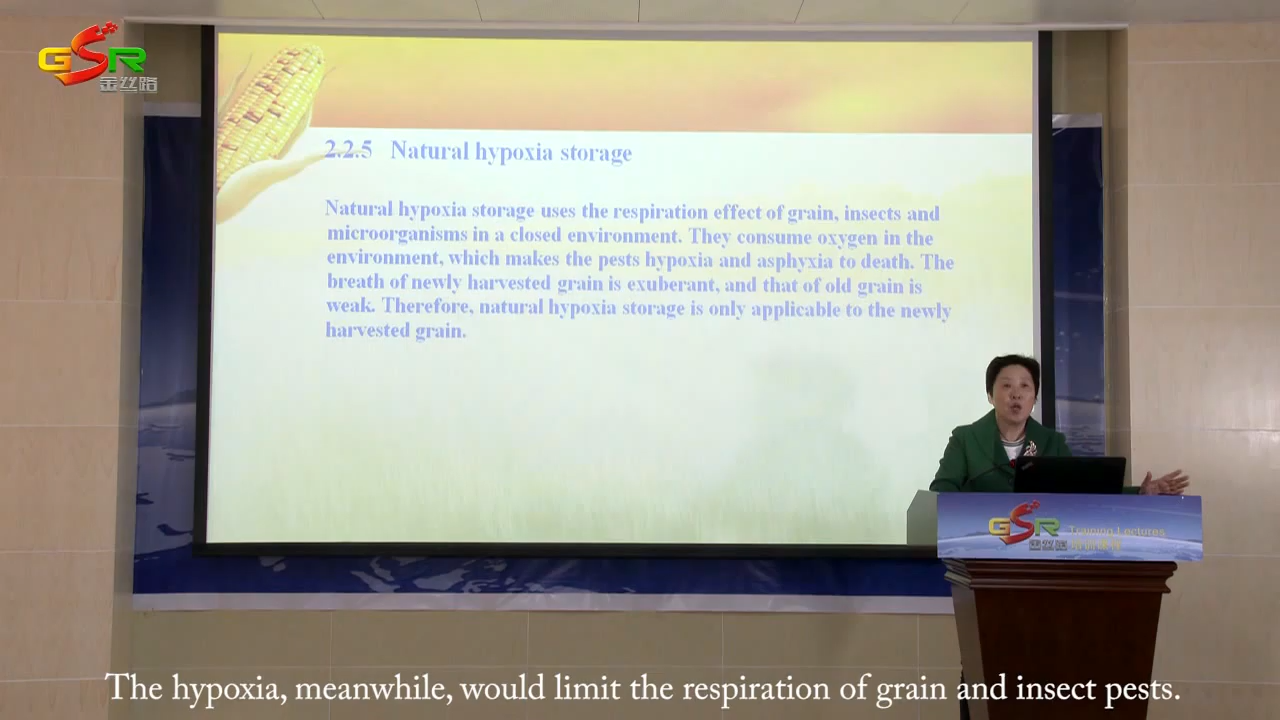 GSR
金丝路
2.2.5 Natural hypoxia storage
Natural hypoxia storage uses the respiration effect of grain, insects and
microorganisms in a closed environment. They consume oxygen in the
environment, which makes the pests hypoxia and asphyxia to death. The
breath of newly harvested grain is exuberant, and that of old grain is
weak. Therefore, natural hypoxia storage is only applicable to the newly
harvested grain.
GSR
金丝路
Training Lectures
The hypoxia, meanwhile, would limit the respiration of grain and insect pests.